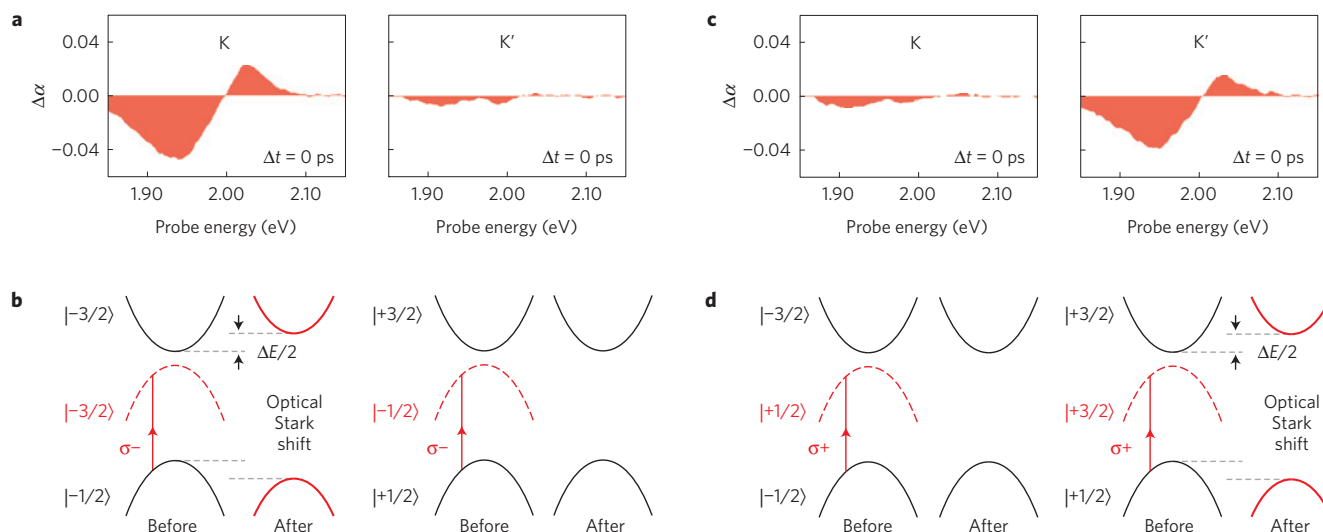 a
K
K'
0.04
0.00
−0.04
Δα
Δt = 0 ps
Δt = 0 ps
1.90 2.00 2.10
1.90 2.00 2.10
Probe energy (eV)
Probe energy (eV)
c
K
K'
0.04
0.00
−0.04
Δα
Δt = 0 ps
Δt = 0 ps
1.90 2.00 2.10
1.90 2.00 2.10
Probe energy (eV)
Probe energy (eV)
b
|−3/2⟩
ΔE/2
|−3/2⟩
Optical
Stark
shift
σ−
|−1/2⟩
Before After
|+3/2⟩
|−1/2⟩
σ−
|+1/2⟩
Before After
d
|−3/2⟩
|+1/2⟩
σ+
|−1/2⟩
Before After
|+3/2⟩
ΔE/2
|+3/2⟩
Optical
Stark
shift
σ+
|+1/2⟩
Before After